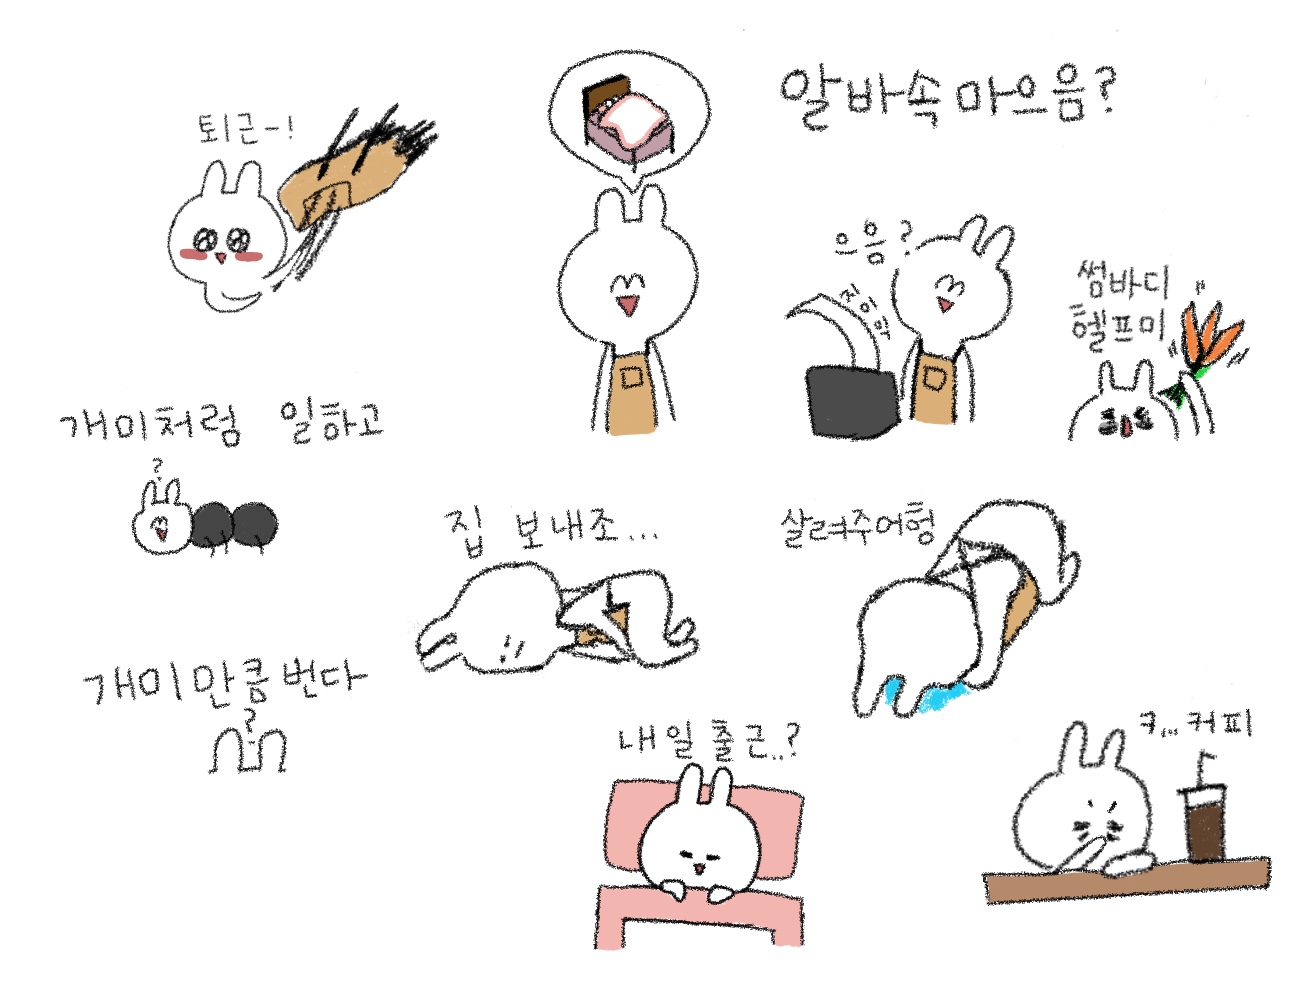 알바속마으음?
퇴근-!
으음?
지이익
썸바디
헬프미
개미처럼 일하고
?
집 보내조...
살려주어헝
개미만큼 번다
?
내일 출근..?
ㅋ,,, 커피